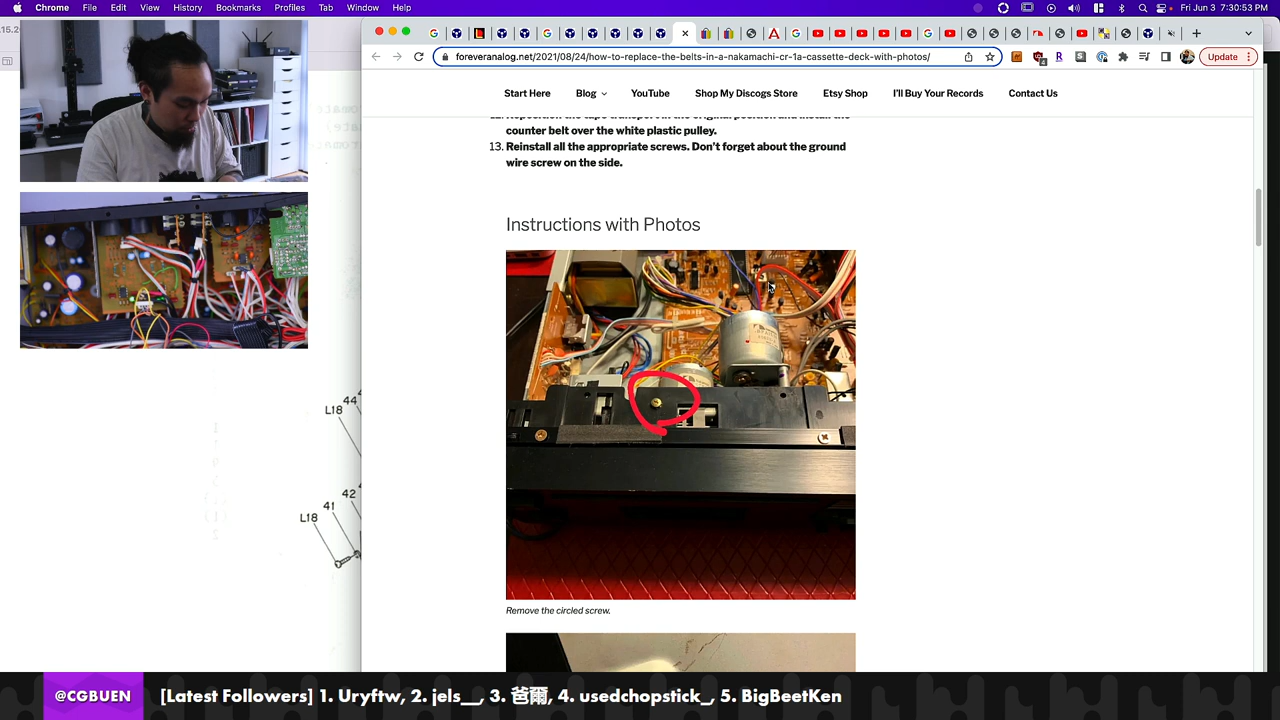 Chrome File Edit View History Bookmarks Profiles Tab Window Help
Fri Jun 3 7:30:53 PM
foreveranalog.net/2021/08/24/how-to-replace-the-belts-in-a-nakamachi-cr-1a-cassette-deck-with-photos/
Update
Start Here Blog YouTube Shop My Discogs Store Etsy Shop I'll Buy Your Records Contact Us
counter belt over the white plastic pulley.
13. Reinstall all the appropriate screws. Don't forget about the ground
wire screw on the side.
Instructions with Photos
Remove the circled screw.
44
L18
42
41
L18
@CGBUEN
[Latest Followers] 1. Uryftw, 2. jels__, 3. 爸爾, 4. usedchopstick_, 5. BigBeetKen